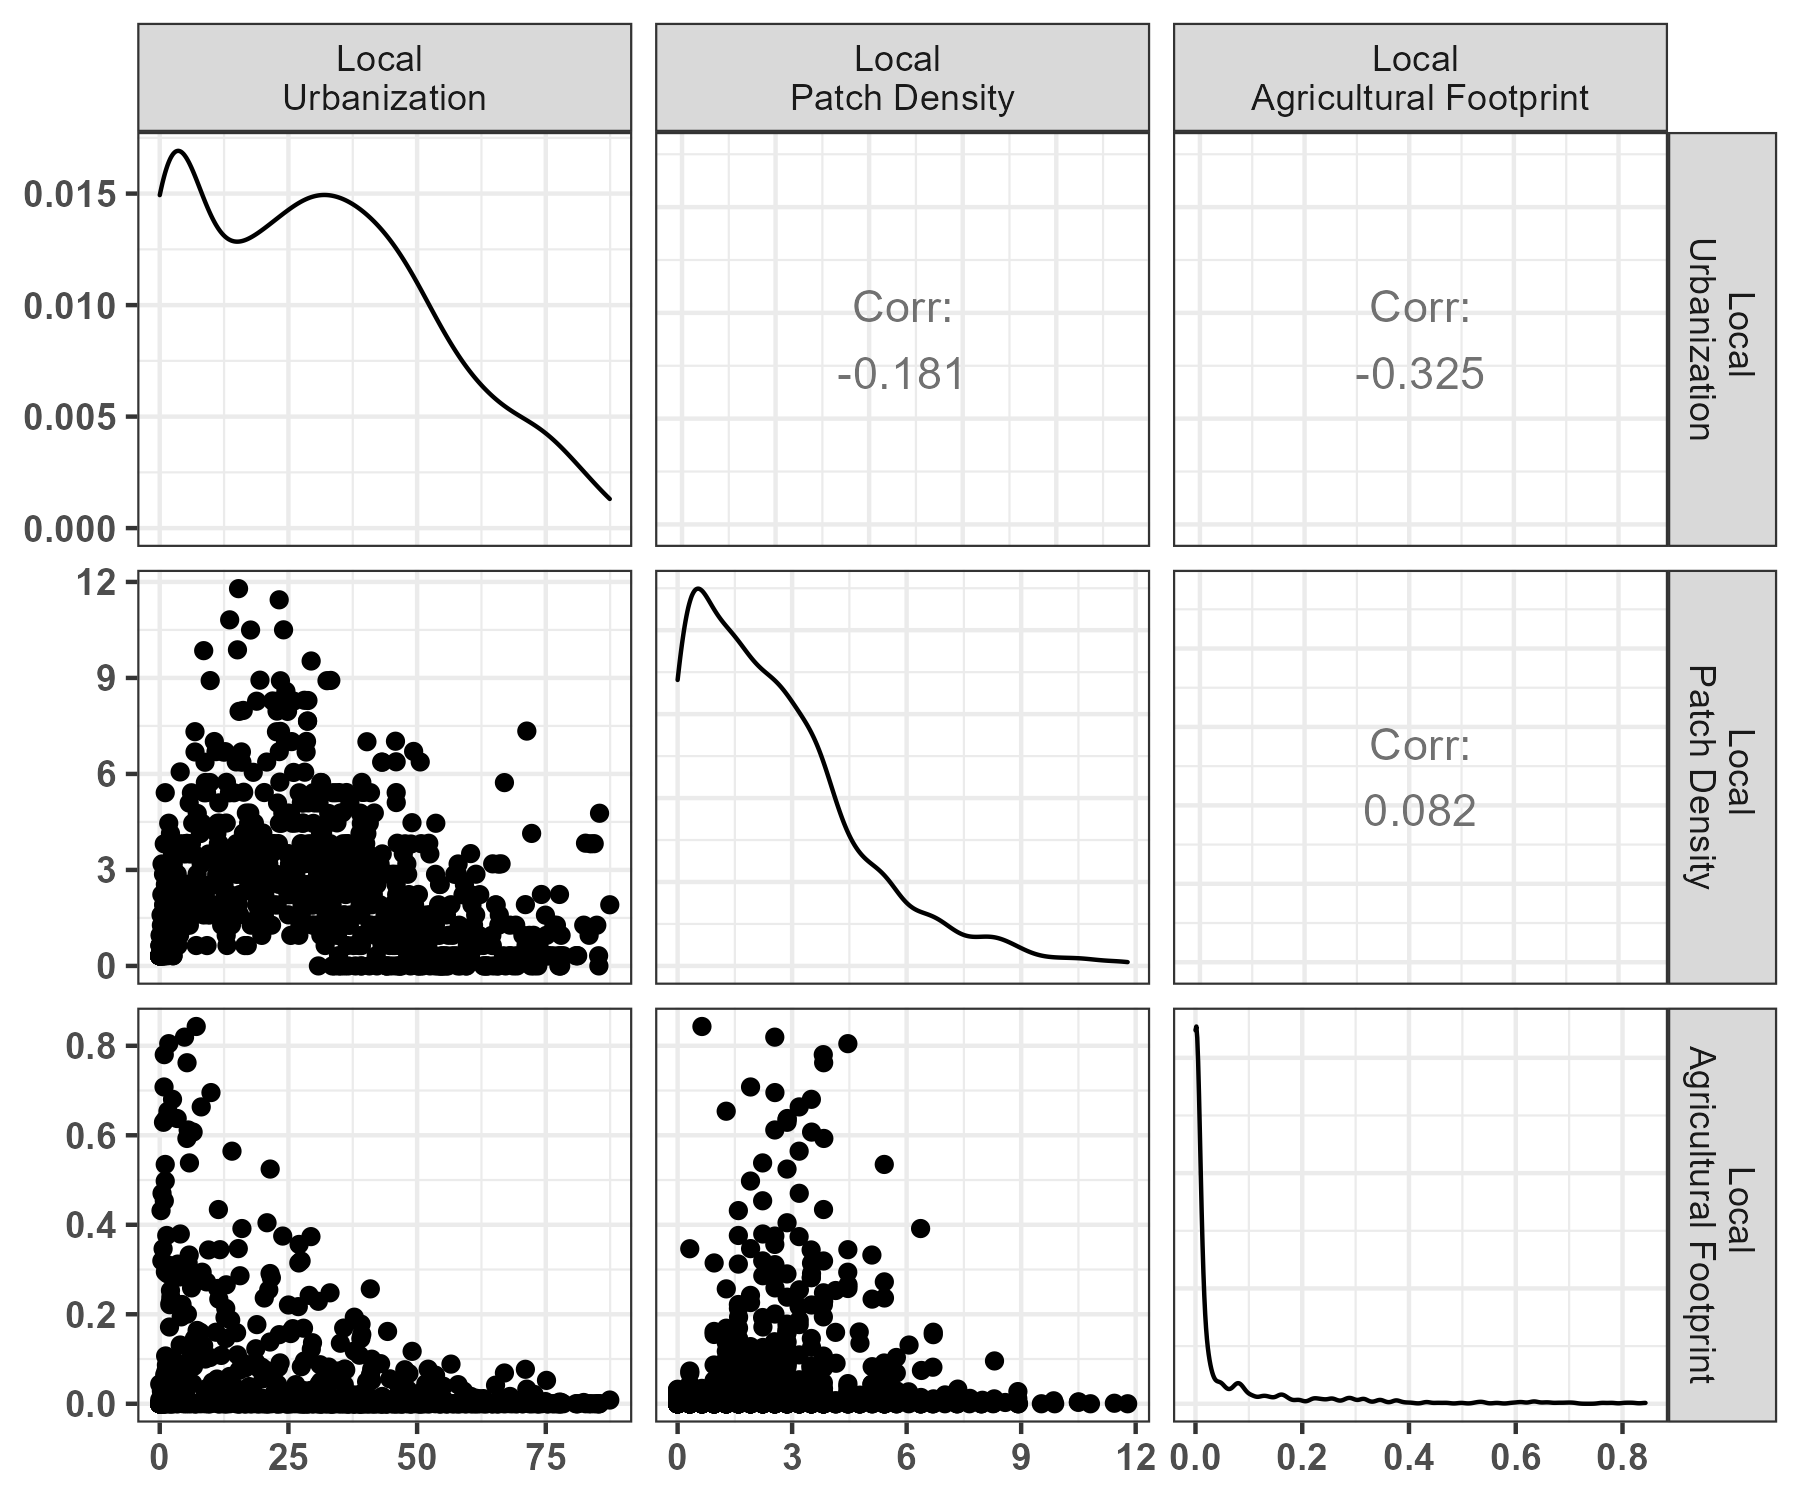 Local
Urbanization
Local
Patch Density
Local
Agricultural Footprint
0.015
0.010
0.005
0.000
Corr:
-0.181
Corr:
-0.325
Local
Urbanization
12
9
6
3
0
Corr:
0.082
Local
Patch Density
0.8
0.6
0.4
0.2
0.0
Local
Agricultural Footprint
0 25 50 75
0 3 6 9 12
0.0 0.2 0.4 0.6 0.8